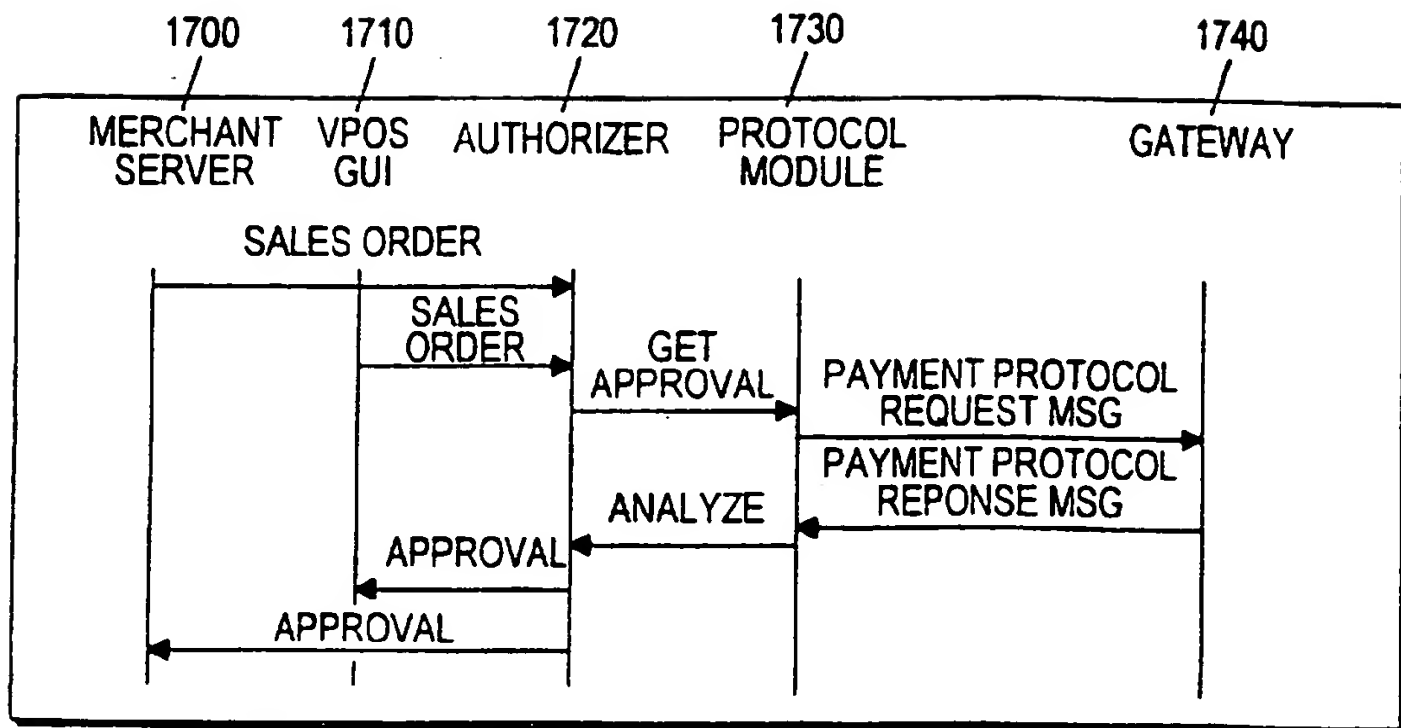 1700 1710 1720 1730 1740
MERCHANT SERVER
VPOS GUI
AUTHORIZER
PROTOCOL MODULE
GATEWAY
SALES ORDER
SALES
ORDER
GET
APPROVAL
PAYMENT PROTOCOL
REQUEST MSG
PAYMENT PROTOCOL
REPONSE MSG
ANALYZE
APPROVAL
APPROVAL